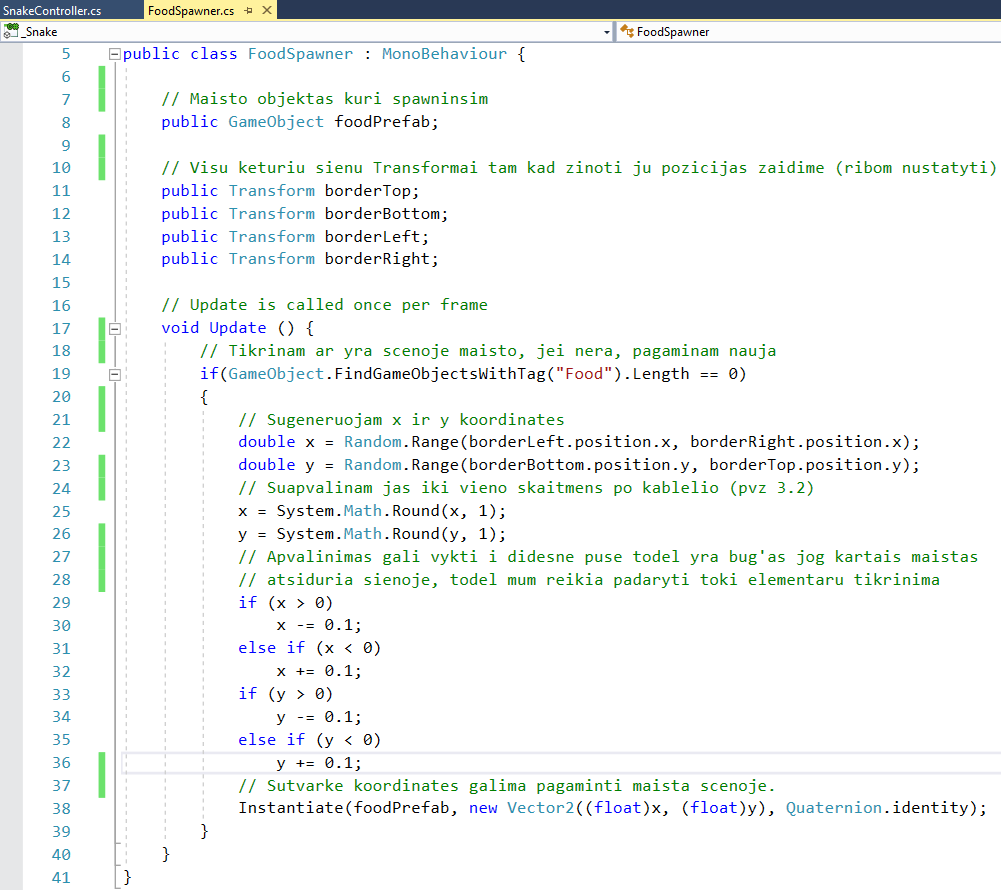 SnakeController.cs
FoodSpawner.cs
_Snake
FoodSpawner
5 public class FoodSpawner : MonoBehaviour {
6
7 // Maisto objektas kuri spawninsim
8 public GameObject foodPrefab;
9
10 // Visu keturiu sienu Transformai tam kad zinoti ju pozicijas zaidime (ribom nustatyti)
11 public Transform borderTop;
12 public Transform borderBottom;
13 public Transform borderLeft;
14 public Transform borderRight;
15
16 // Update is called once per frame
17 void Update () {
18 // Tikrinam ar yra scenoje maisto, jei nera, pagaminam nauja
19 if(GameObject.FindGameObjectsWithTag("Food").Length == 0)
20 {
21 // Sugeneruojam x ir y koordinates
22 double x = Random.Range(borderLeft.position.x, borderRight.position.x);
23 double y = Random.Range(borderBottom.position.y, borderTop.position.y);
24 // Suapvalinam jas iki vieno skaitmens po kablelio (pvz 3.2)
25 x = System.Math.Round(x, 1);
26 y = System.Math.Round(y, 1);
27 // Apvalinimas gali vykti i didesne puse todel yra bug'as jog kartais maistas
28 // atsiduria sienoje, todel mum reikia padaryti toki elementaru tikrinima
29 if (x > 0)
30 x -= 0.1;
31 else if (x < 0)
32 x += 0.1;
33 if (y > 0)
34 y -= 0.1;
35 else if (y < 0)
36 y += 0.1;
37 // Sutvarke koordinates galima pagaminti maista scenoje.
38 Instantiate(foodPrefab, new Vector2((float)x, (float)y), Quaternion.identity);
39 }
40 }
41 }